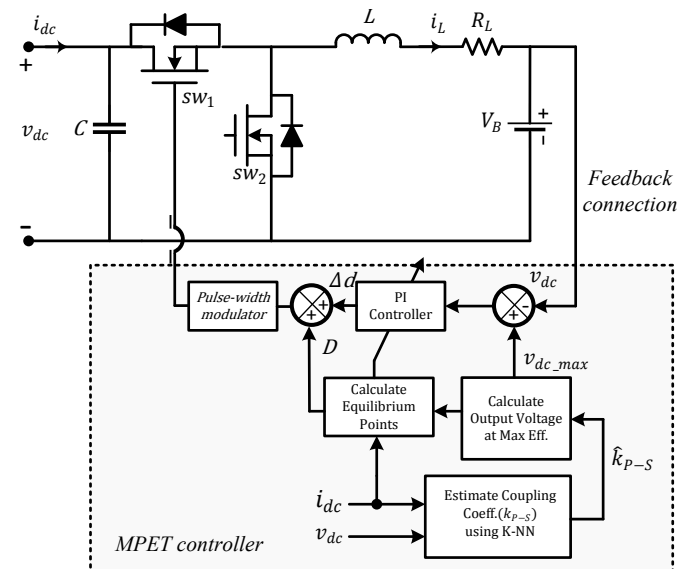 i_dc
L
i_L
R_L
+
sw_1
v_dc
C
sw_2
V_B
+
-
Feedback
connection
-
Pulse-width
modulator
+
+
Δd
PI
Controller
+
-
v_dc
D
v_dc_max
Calculate
Equilibrium
Points
Calculate
Output Voltage
at Max Eff.
k̂_P−S
i_dc
v_dc
Estimate Coupling
Coeff.(k_P−S)
using K-NN
MPET controller